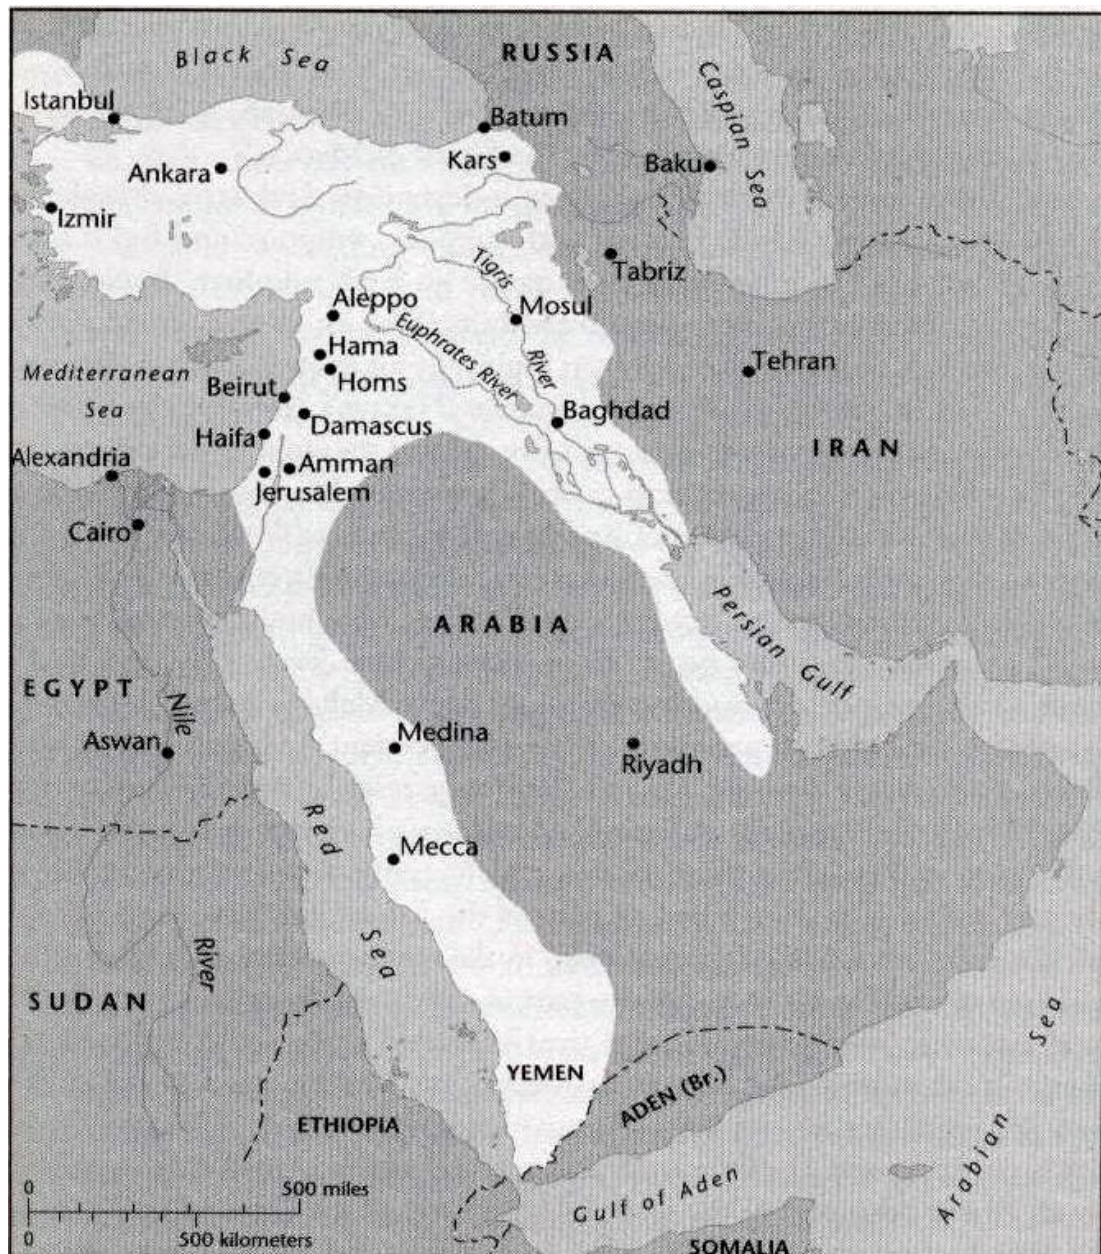 Black Sea
RUSSIA
Caspian Sea
Istanbul
Batum
Ankara
Kars
Baku
Izmir
Tigris
River
Tabriz
Aleppo
Mosul
Euphrates River
Hama
Tehran
Mediterranean
Sea
Homs
Beirut
Baghdad
Damascus
Haifa
IRAN
Alexandria
Amman
Jerusalem
Cairo
ARABIA
Persian Gulf
EGYPT
Nile
River
Medina
Aswan
Riyadh
Red Sea
Mecca
SUDAN
YEMEN
ADEN (Br.)
ETHIOPIA
Arabian Sea
0
500 miles
Gulf of Aden
0
500 kilometers
SOMALIA